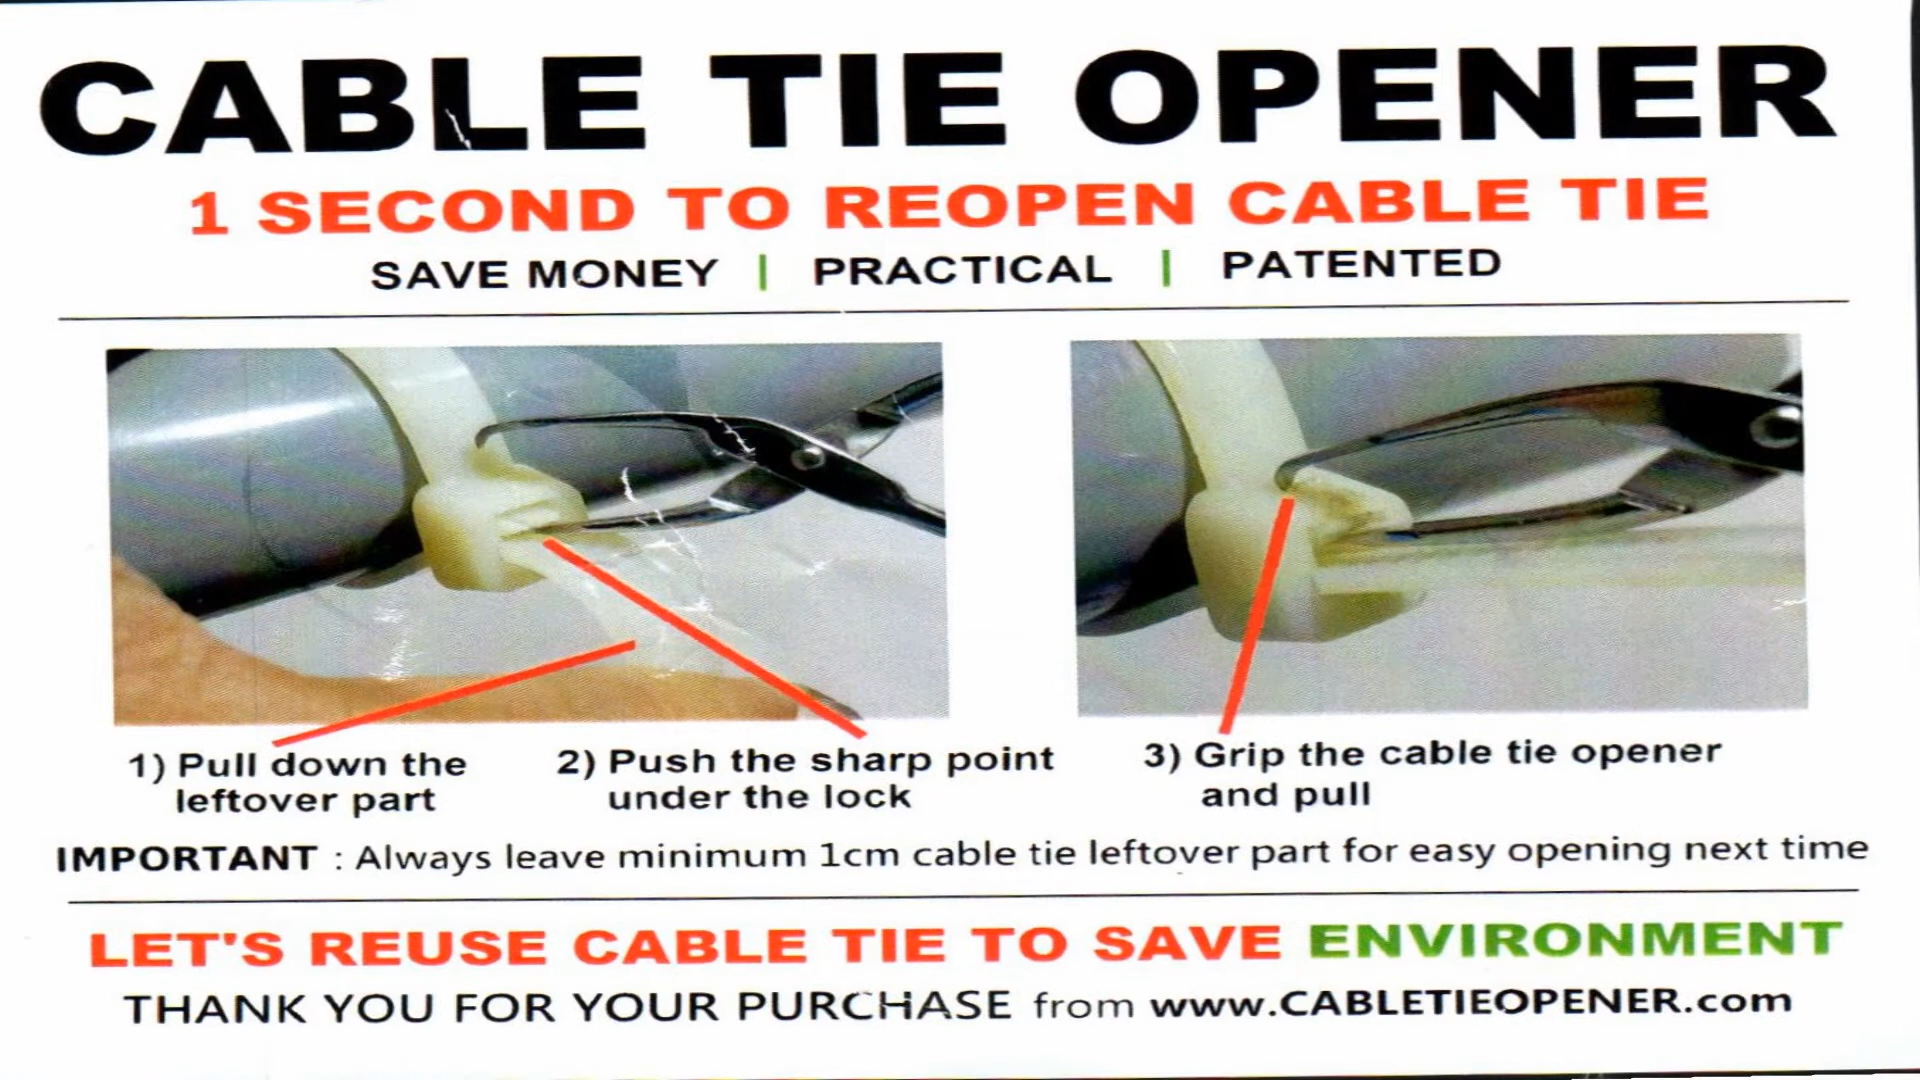 CABLE TIE OPENER
1 SECOND TO REOPEN CABLE TIE
SAVE MONEY | PRACTICAL | PATENTED
1) Pull down the
leftover part
2) Push the sharp point
under the lock
3) Grip the cable tie opener
and pull
IMPORTANT : Always leave minimum 1cm cable tie leftover part for easy opening next time
LET'S REUSE CABLE TIE TO SAVE ENVIRONMENT
THANK YOU FOR YOUR PURCHASE from www.CABLETIEOPENER.com